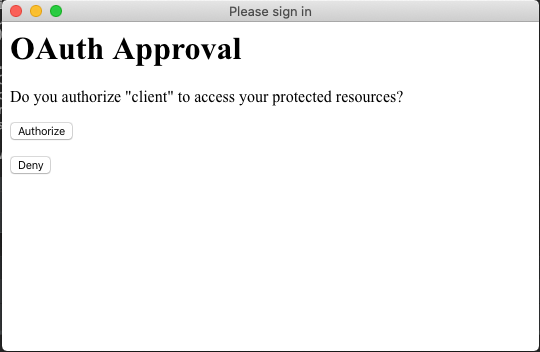 Please sign in
OAuth Approval
Do you authorize "client" to access your protected resources?
Authorize
Deny